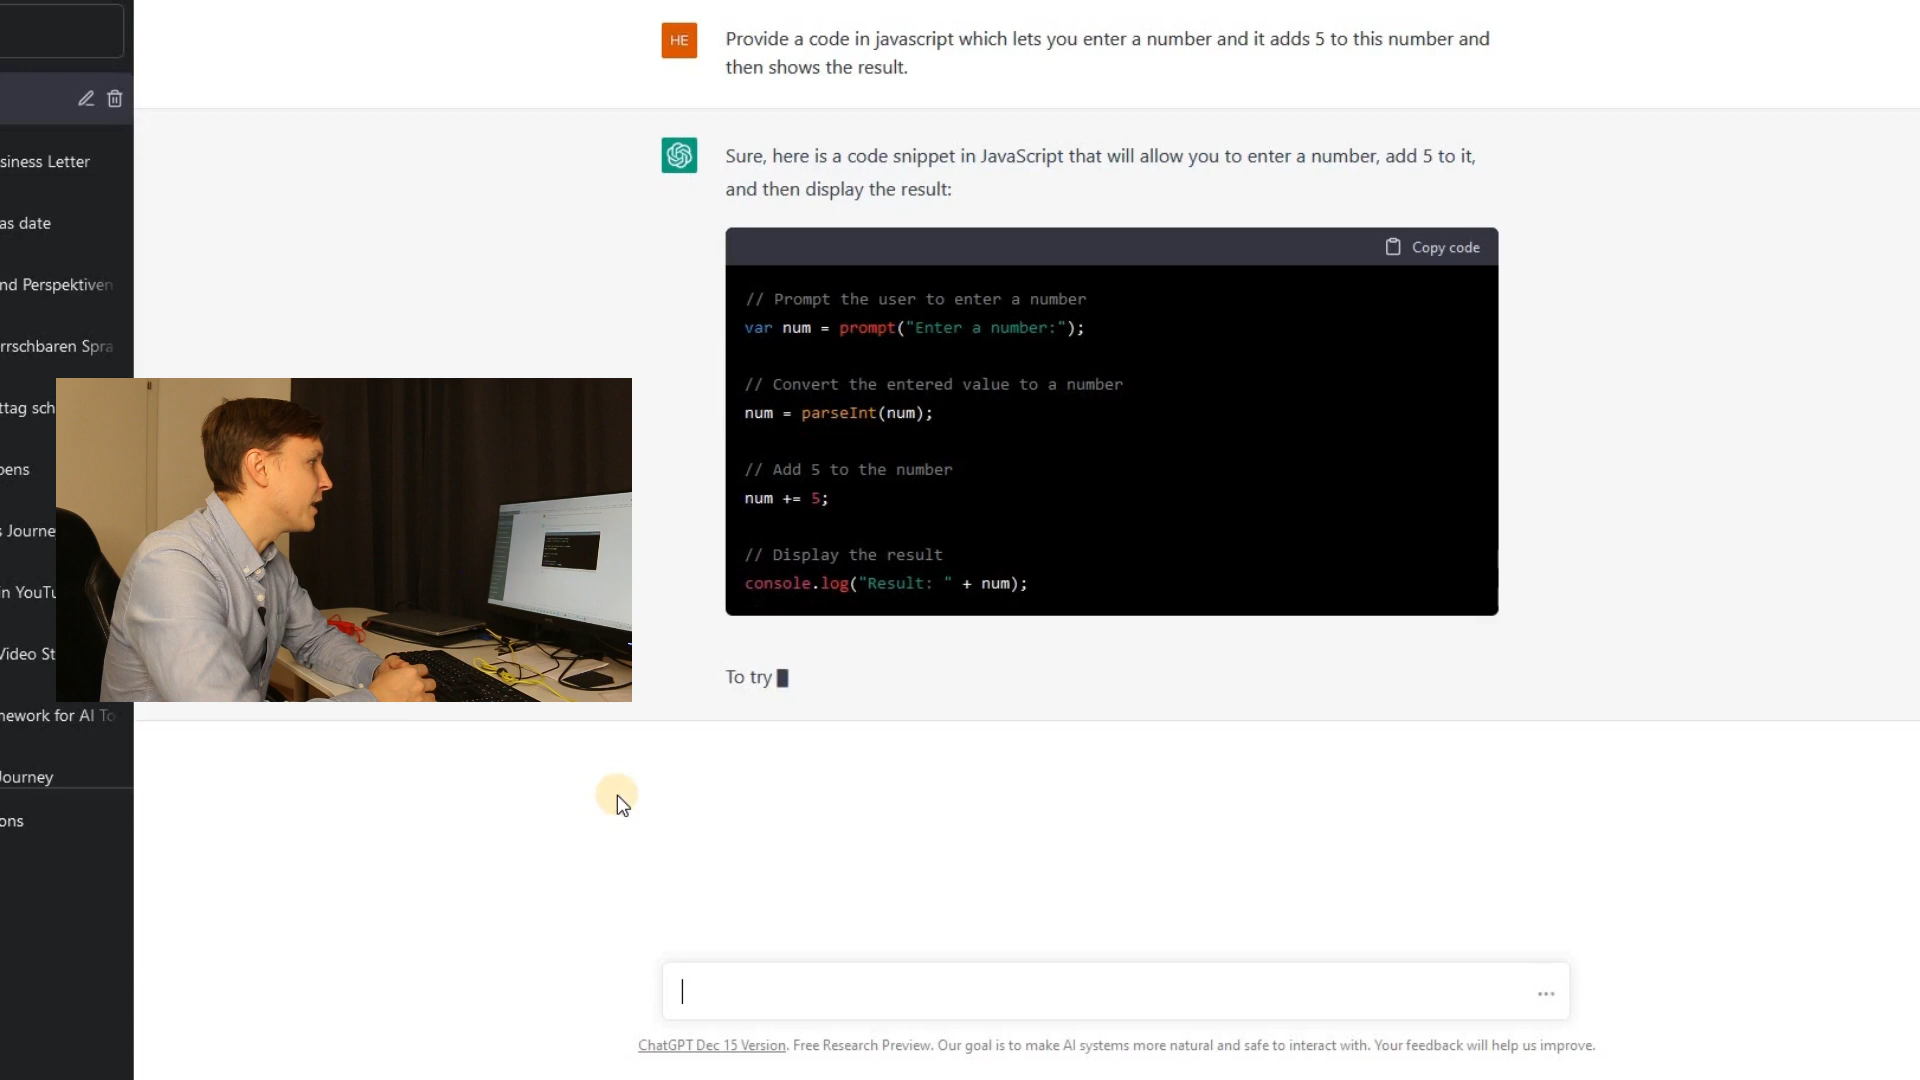 HE
Provide a code in javascript which lets you enter a number and it adds 5 to this number and
then shows the result.
siness Letter
as date
nd Perspektiven
rrschbaren Spra
ttag sch
pens
s Journe
in YouTu
Video St
nework for AI To
Journey
ons
Sure, here is a code snippet in JavaScript that will allow you to enter a number, add 5 to it,
and then display the result:
Copy code
// Prompt the user to enter a number
var num = prompt("Enter a number:");
// Convert the entered value to a number
num = parseInt(num);
// Add 5 to the number
num += 5;
// Display the result
console.log("Result: " + num);
To try
ChatGPT Dec 15 Version. Free Research Preview. Our goal is to make AI systems more natural and safe to interact with. Your feedback will help us improve.